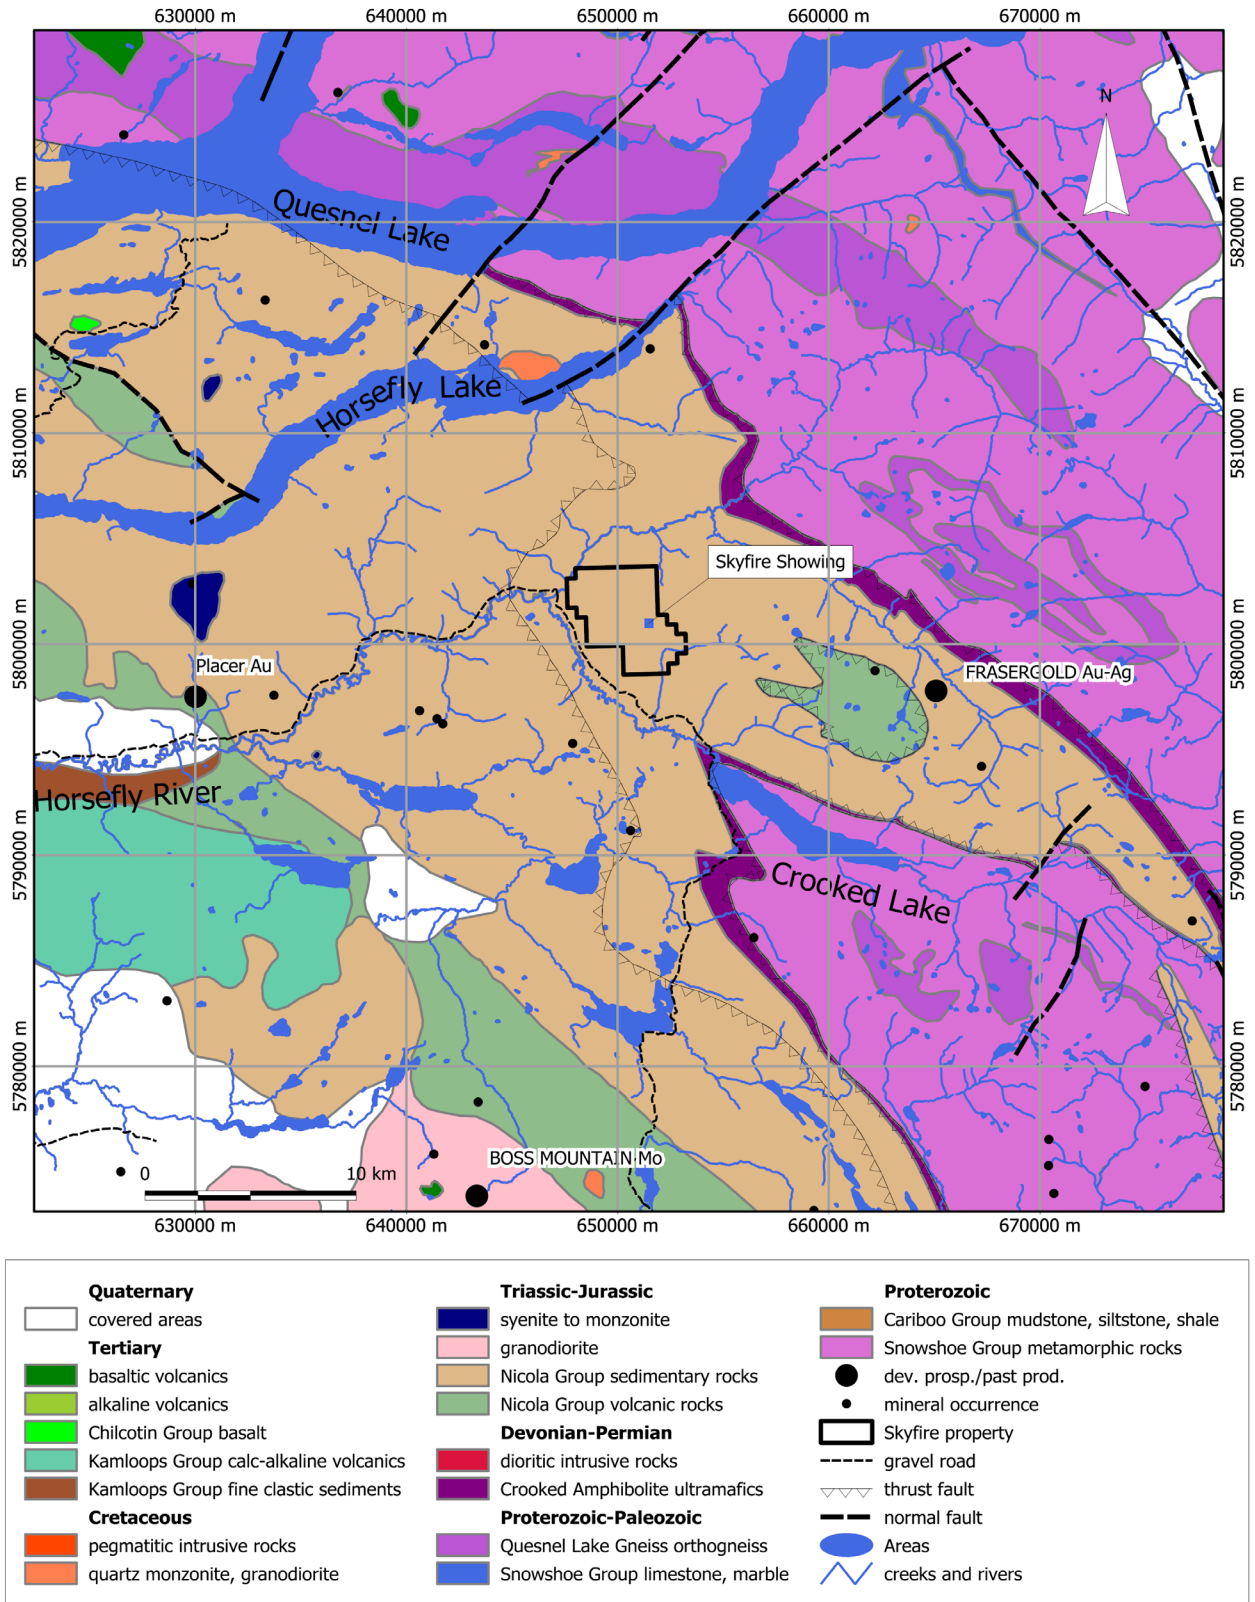 630000 m 640000 m 650000 m 660000 m 670000 m
N
5820000 m 5820000 m
Quesnel Lake
Horsefly Lake
5810000 m 5810000 m
Skyfire Showing
5800000 m 5800000 m
Placer Au
FRASERGOLD Au-Ag
Horsefly River
5790000 m 5790000 m
Crooked Lake
5780000 m 5780000 m
BOSS MOUNTAIN Mo
0 10 km
630000 m 640000 m 650000 m 660000 m 670000 m
Quaternary
covered areas
Tertiary
basaltic volcanics
alkaline volcanics
Chilcotin Group basalt
Kamloops Group calc-alkaline volcanics
Kamloops Group fine clastic sediments
Cretaceous
pegmatitic intrusive rocks
quartz monzonite, granodiorite
Triassic-Jurassic
syenite to monzonite
granodiorite
Nicola Group sedimentary rocks
Nicola Group volcanic rocks
Devonian-Permian
dioritic intrusive rocks
Crooked Amphibolite ultramafics
Proterozoic-Paleozoic
Quesnel Lake Gneiss orthogneiss
Snowshoe Group limestone, marble
Proterozoic
Cariboo Group mudstone, siltstone, shale
Snowshoe Group metamorphic rocks
dev. prosp./past prod.
mineral occurrence
Skyfire property
gravel road
thrust fault
normal fault
Areas
creeks and rivers